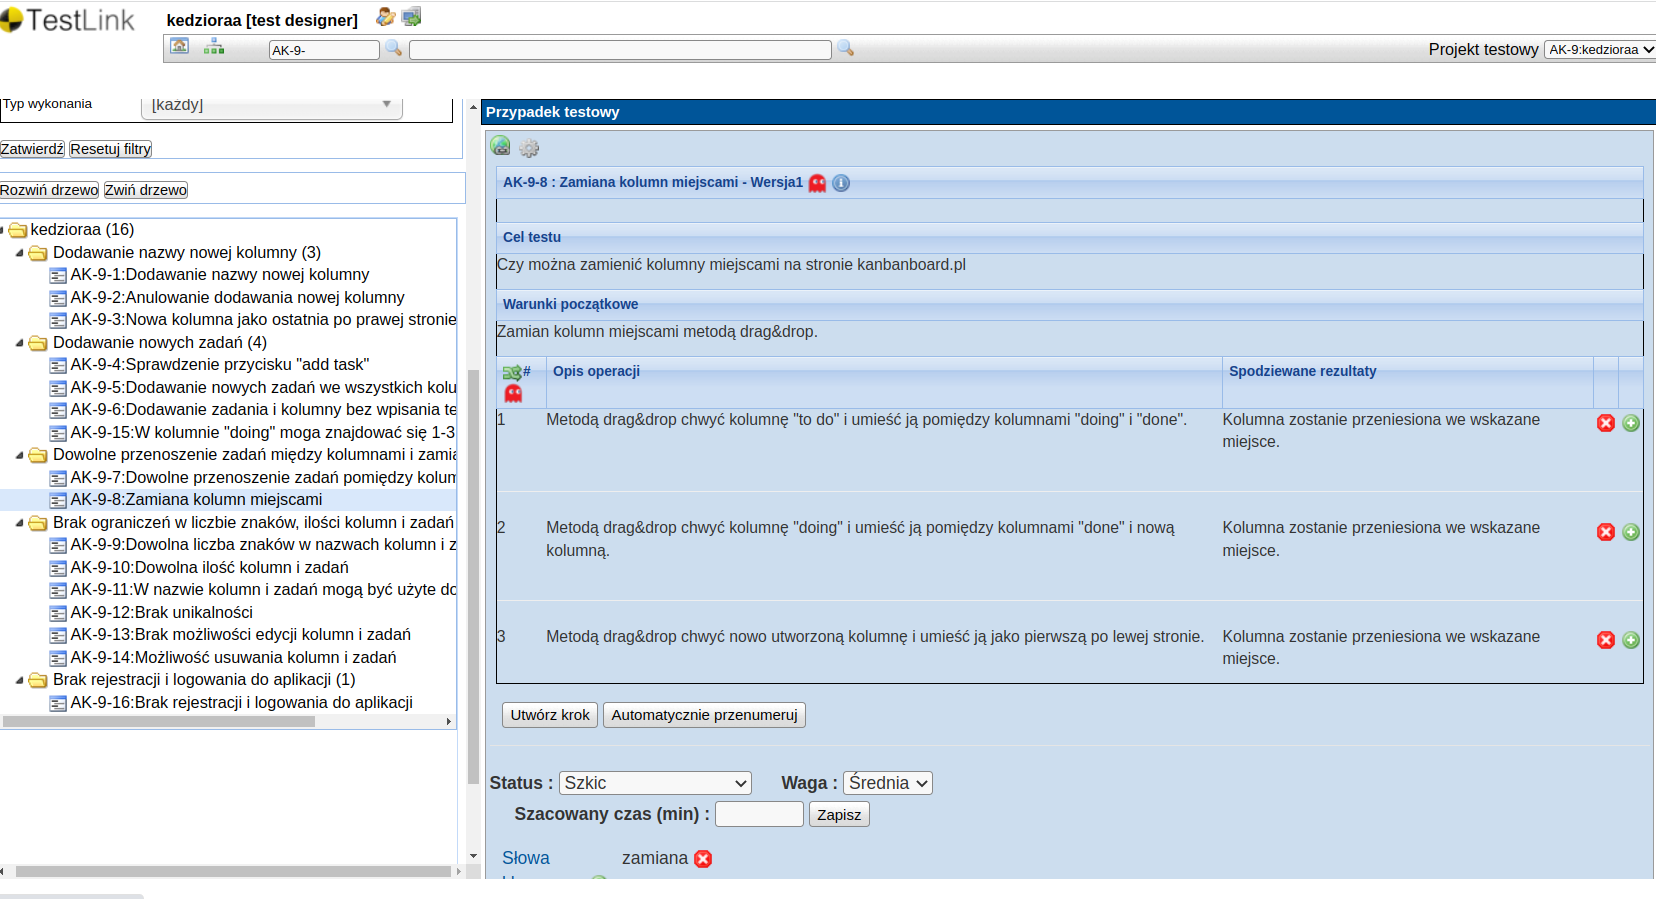 TestLink
kedzioraa [test designer]
AK-9-
Projekt testowy AK-9:kedzioraa
Typ wykonania [każdy]
Zatwierdź Resetuj filtry
Rozwiń drzewo Zwiń drzewo
kedzioraa (16)
Dodawanie nazwy nowej kolumny (3)
AK-9-1:Dodawanie nazwy nowej kolumny
AK-9-2:Anulowanie dodawania nowej kolumny
AK-9-3:Nowa kolumna jako ostatnia po prawej stronie
Dodawanie nowych zadań (4)
AK-9-4:Sprawdzenie przycisku "add task"
AK-9-5:Dodawanie nowych zadań we wszystkich kolu
AK-9-6:Dodawanie zadania i kolumny bez wpisania te
AK-9-15:W kolumnie "doing" moga znajdować się 1-3
Dowolne przenoszenie zadań między kolumnami i zamia
AK-9-7:Dowolne przenoszenie zadań pomiędzy kolum
AK-9-8:Zamiana kolumn miejscami
Brak ograniczeń w liczbie znaków, ilości kolumn i zadań
AK-9-9:Dowolna liczba znaków w nazwach kolumn i z
AK-9-10:Dowolna ilość kolumn i zadań
AK-9-11:W nazwie kolumn i zadań mogą być użyte do
AK-9-12:Brak unikalności
AK-9-13:Brak możliwości edycji kolumn i zadań
AK-9-14:Możliwość usuwania kolumn i zadań
Brak rejestracji i logowania do aplikacji (1)
AK-9-16:Brak rejestracji i logowania do aplikacji
Przypadek testowy
AK-9-8 : Zamiana kolumn miejscami - Wersja1
Cel testu
Czy można zamienić kolumny miejscami na stronie kanbanboard.pl
Warunki początkowe
Zamian kolumn miejscami metodą drag&drop.
# Opis operacji Spodziewane rezultaty
1 Metodą drag&drop chwyć kolumnę "to do" i umieść ją pomiędzy kolumnami "doing" i "done". Kolumna zostanie przeniesiona we wskazane
miejsce.
2 Metodą drag&drop chwyć kolumnę "doing" i umieść ją pomiędzy kolumnami "done" i nową Kolumna zostanie przeniesiona we wskazane
kolumną. miejsce.
3 Metodą drag&drop chwyć nowo utworzoną kolumnę i umieść ją jako pierwszą po lewej stronie. Kolumna zostanie przeniesiona we wskazane
miejsce.
Utwórz krok Automatycznie przenumeruj
Status : Szkic Waga : Średnia
Szacowany czas (min) : Zapisz
Słowa zamiana